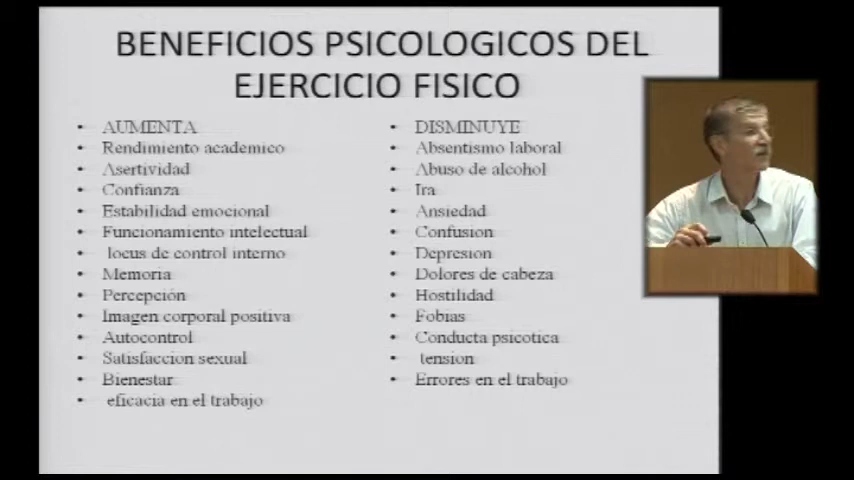 BENEFICIOS PSICOLOGICOS DEL
EJERCICIO FISICO
• AUMENTA
• Rendimiento academico
• Asertividad
• Confianza
• Estabilidad emocional
• Funcionamiento intelectual
• locus de control interno
• Memoria
• Percepción
• Imagen corporal positiva
• Autocontrol
• Satisfaccion sexual
• Bienestar
• eficacia en el trabajo
• DISMINUYE
• Absentismo laboral
• Abuso de alcohol
• Ira
• Ansiedad
• Confusion
• Depresion
• Dolores de cabeza
• Hostilidad
• Fobias
• Conducta psicotica
• tension
• Errores en el trabajo